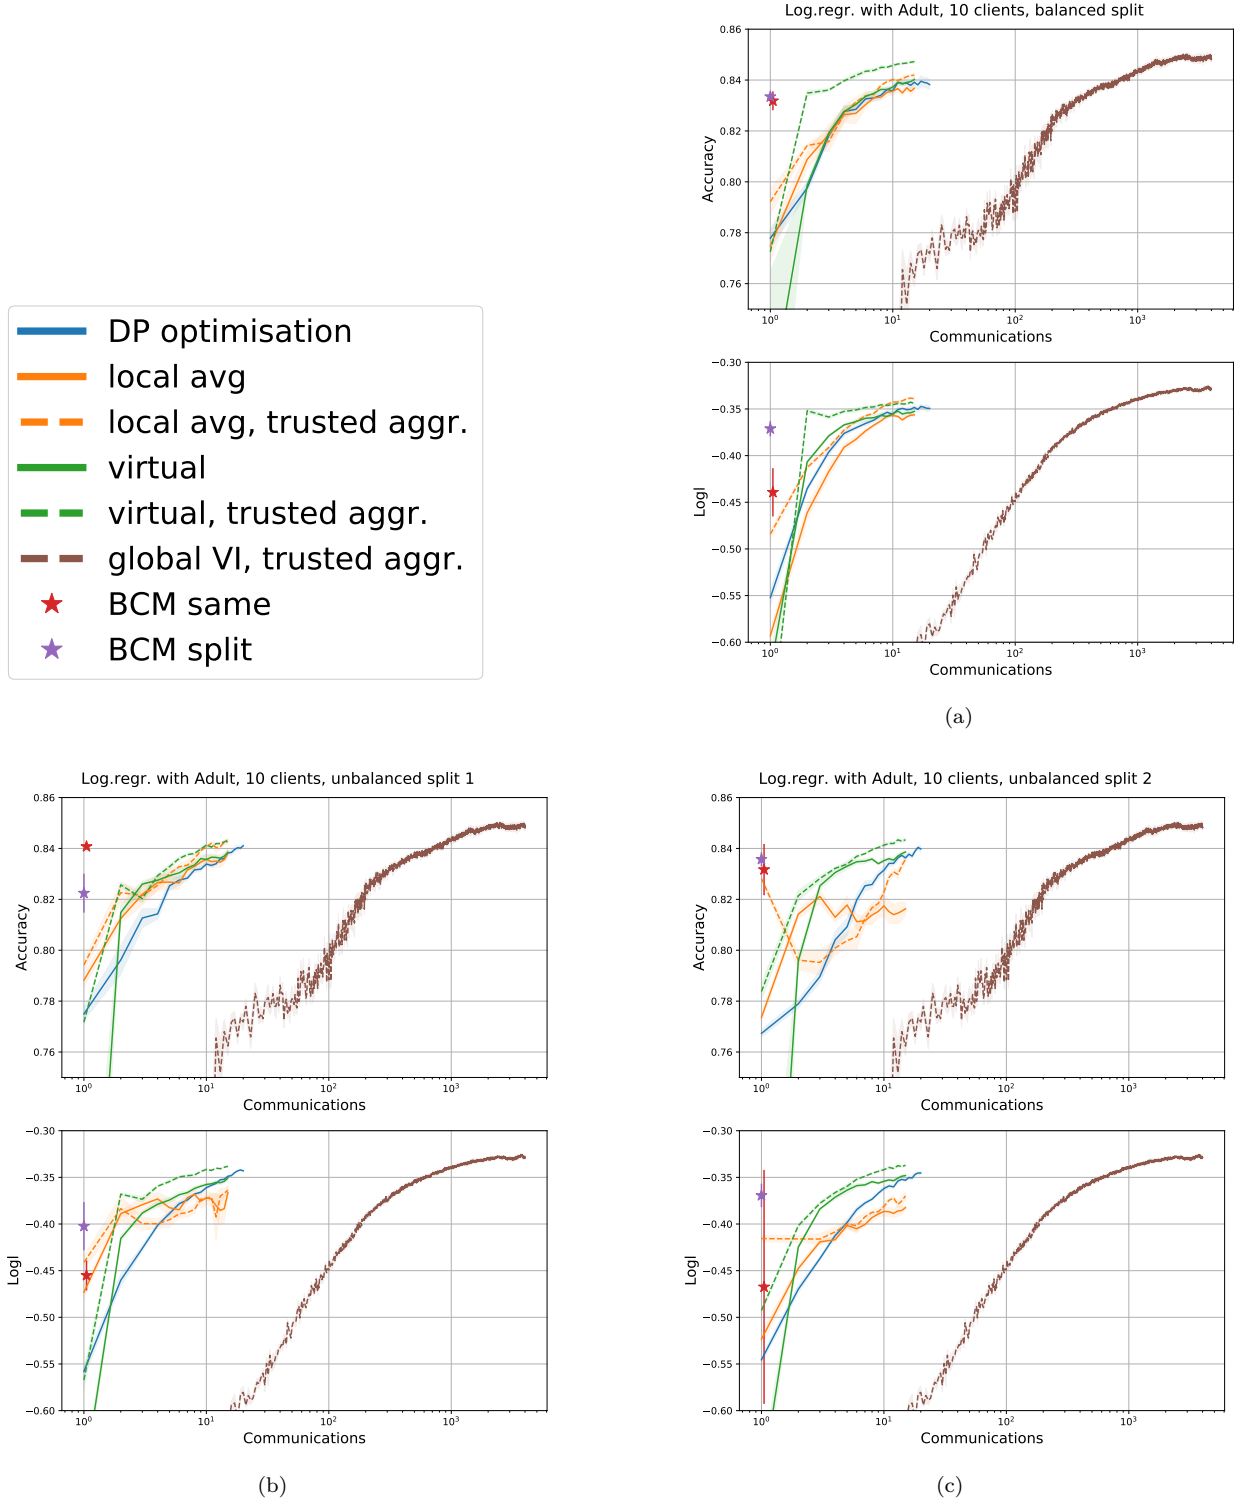 Log.regr. with Adult, 10 clients, balanced split
0.86
0.84
0.82
0.80
0.78
0.76
Accuracy
10⁰
10¹
10²
10³
Communications
DP optimisation
local avg
local avg, trusted aggr.
virtual
virtual, trusted aggr.
global VI, trusted aggr.
BCM same
BCM split
−0.30
−0.35
−0.40
−0.45
−0.50
−0.55
−0.60
Logl
10⁰
10¹
10²
10³
Communications
(a)
Log.regr. with Adult, 10 clients, unbalanced split 1
0.86
0.84
0.82
0.80
0.78
0.76
Accuracy
10⁰
10¹
10²
10³
Communications
−0.30
−0.35
−0.40
−0.45
−0.50
−0.55
−0.60
Logl
10⁰
10¹
10²
10³
Communications
(b)
Log.regr. with Adult, 10 clients, unbalanced split 2
0.86
0.84
0.82
0.80
0.78
0.76
Accuracy
10⁰
10¹
10²
10³
Communications
−0.30
−0.35
−0.40
−0.45
−0.50
−0.55
−0.60
Logl
10⁰
10¹
10²
10³
Communications
(c)